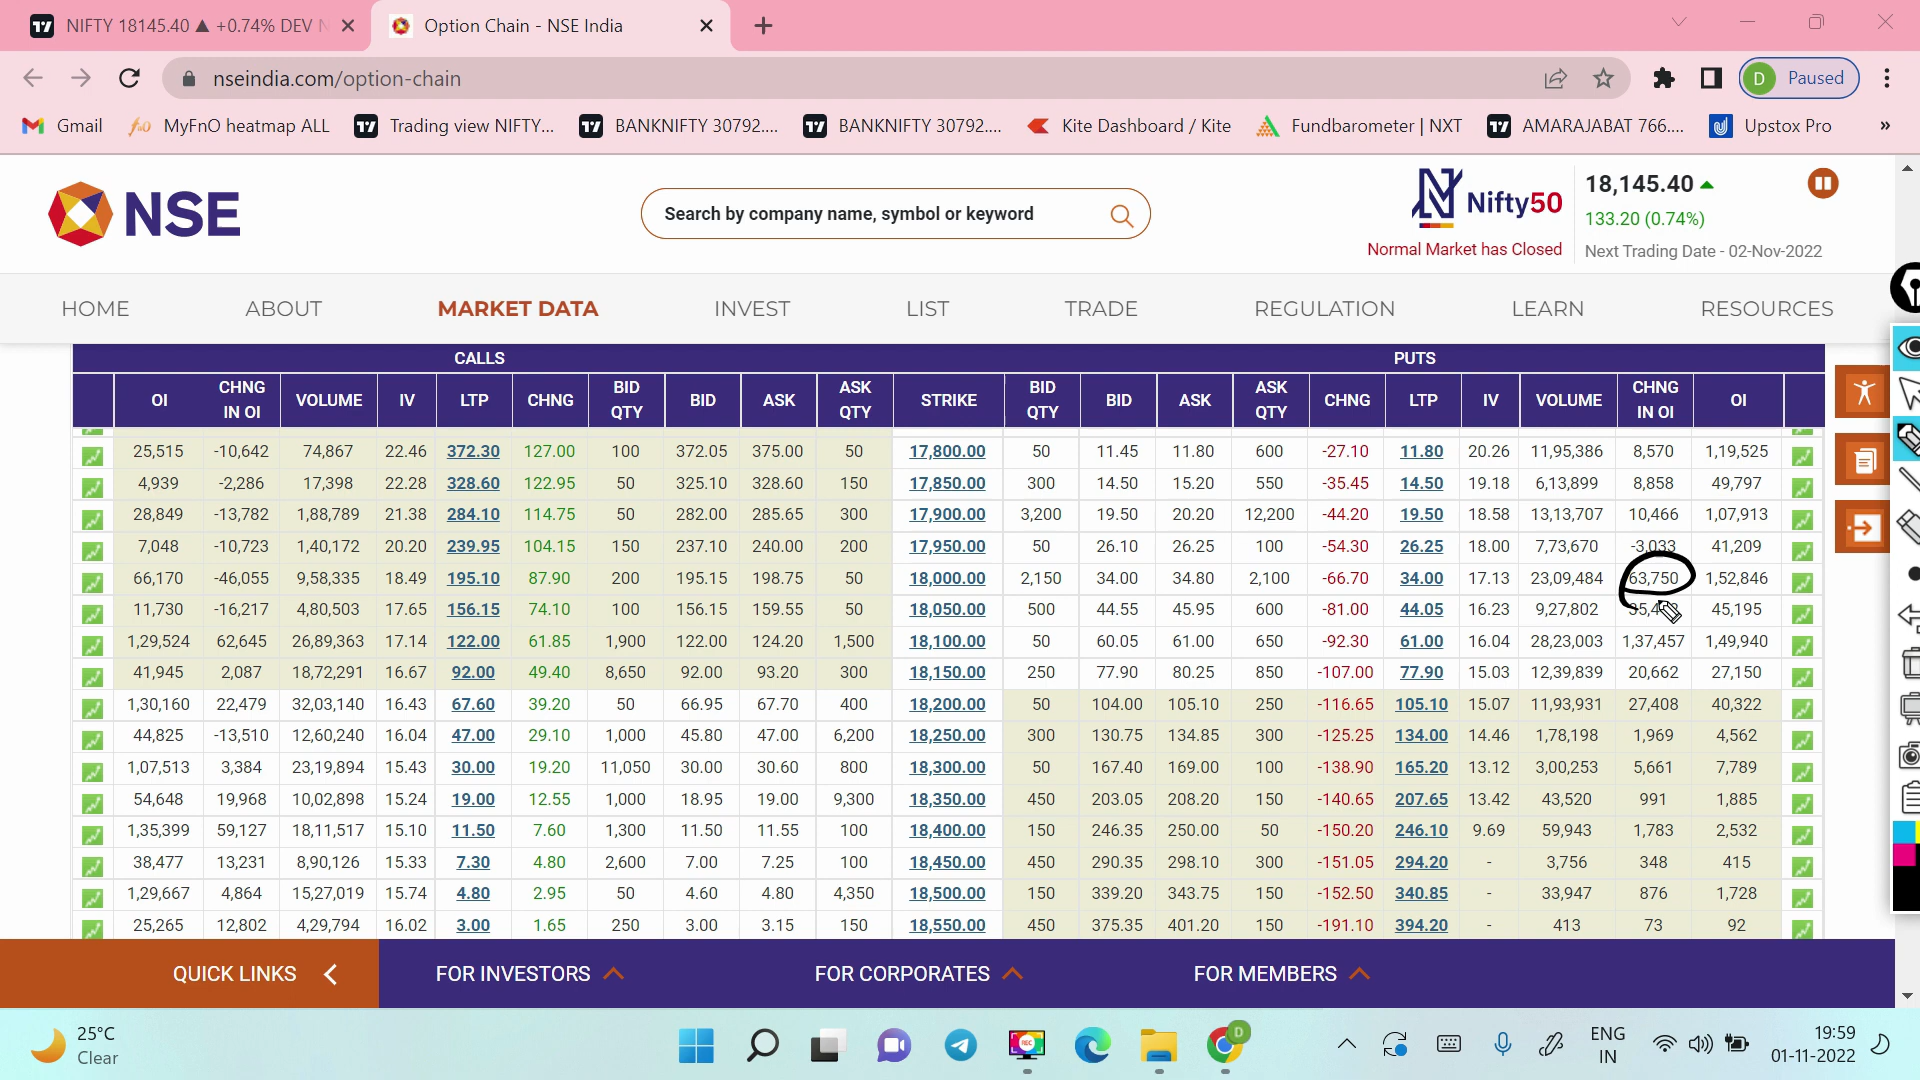 NIFTY 18145.40 ▲ +0.74% DEV N
Option Chain - NSE India
nseindia.com/option-chain
D Paused
Gmail MyFnO heatmap ALL Trading view NIFTY... BANKNIFTY 30792.... BANKNIFTY 30792.... Kite Dashboard / Kite Fundbarometer | NXT AMARAJABAT 766.... Upstox Pro »
NSE
Search by company name, symbol or keyword
Nifty50
Normal Market has Closed
18,145.40
133.20 (0.74%)
Next Trading Date - 02-Nov-2022
HOME ABOUT MARKET DATA INVEST LIST TRADE REGULATION LEARN RESOURCES
CALLS PUTS
OI CHNG IN OI VOLUME IV LTP CHNG BID QTY BID ASK ASK QTY STRIKE BID QTY BID ASK ASK QTY CHNG LTP IV VOLUME CHNG IN OI OI
25,515 -10,642 74,867 22.46 372.30 127.00 100 372.05 375.00 50 17,800.00 50 11.45 11.80 600 -27.10 11.80 20.26 11,95,386 8,570 1,19,525
4,939 -2,286 17,398 22.28 328.60 122.95 50 325.10 328.60 150 17,850.00 300 14.50 15.20 550 -35.45 14.50 19.18 6,13,899 8,858 49,797
28,849 -13,782 1,88,789 21.38 284.10 114.75 50 282.00 285.65 300 17,900.00 3,200 19.50 20.20 12,200 -44.20 19.50 18.58 13,13,707 10,466 1,07,913
7,048 -10,723 1,40,172 20.20 239.95 104.15 150 237.10 240.00 200 17,950.00 50 26.10 26.25 100 -54.30 26.25 18.00 7,73,670 -3,033 41,209
66,170 -46,055 9,58,335 18.49 195.10 87.90 200 195.15 198.75 50 18,000.00 2,150 34.00 34.80 2,100 -66.70 34.00 17.13 23,09,484 63,750 1,52,846
11,730 -16,217 4,80,503 17.65 156.15 74.10 100 156.15 159.55 50 18,050.00 500 44.55 45.95 600 -81.00 44.05 16.23 9,27,802 45,195
1,29,524 62,645 26,89,363 17.14 122.00 61.85 1,900 122.00 124.20 1,500 18,100.00 50 60.05 61.00 650 -92.30 61.00 16.04 28,23,003 1,37,457 1,49,940
41,945 2,087 18,72,291 16.67 92.00 49.40 8,650 92.00 93.20 300 18,150.00 250 77.90 80.25 850 -107.00 77.90 15.03 12,39,839 20,662 27,150
1,30,160 22,479 32,03,140 16.43 67.60 39.20 50 66.95 67.70 400 18,200.00 50 104.00 105.10 250 -116.65 105.10 15.07 11,93,931 27,408 40,322
44,825 -13,510 12,60,240 16.04 47.00 29.10 1,000 45.80 47.00 6,200 18,250.00 300 130.75 134.85 300 -125.25 134.00 14.46 1,78,198 1,969 4,562
1,07,513 3,384 23,19,894 15.43 30.00 19.20 11,050 30.00 30.60 800 18,300.00 50 167.40 169.00 100 -138.90 165.20 13.12 3,00,253 5,661 7,789
54,648 19,968 10,02,898 15.24 19.00 12.55 1,000 18.95 19.00 9,300 18,350.00 450 203.05 208.20 150 -140.65 207.65 13.42 43,520 991 1,885
1,35,399 59,127 18,11,517 15.10 11.50 7.60 1,300 11.50 11.55 100 18,400.00 150 246.35 250.00 50 -150.20 246.10 9.69 59,943 1,783 2,532
38,477 13,231 8,90,126 15.33 7.30 4.80 2,600 7.00 7.25 100 18,450.00 450 290.35 298.10 300 -151.05 294.20 - 3,756 348 415
1,29,667 4,864 15,27,019 15.74 4.80 2.95 50 4.60 4.80 4,350 18,500.00 150 339.20 343.75 150 -152.50 340.85 - 33,947 876 1,728
25,265 12,802 4,29,794 16.02 3.00 1.65 250 3.00 3.15 150 18,550.00 450 375.35 401.20 150 -191.10 394.20 - 413 73 92
QUICK LINKS FOR INVESTORS FOR CORPORATES FOR MEMBERS
25°C
Clear
REC
D
ENG
IN
19:59
01-11-2022